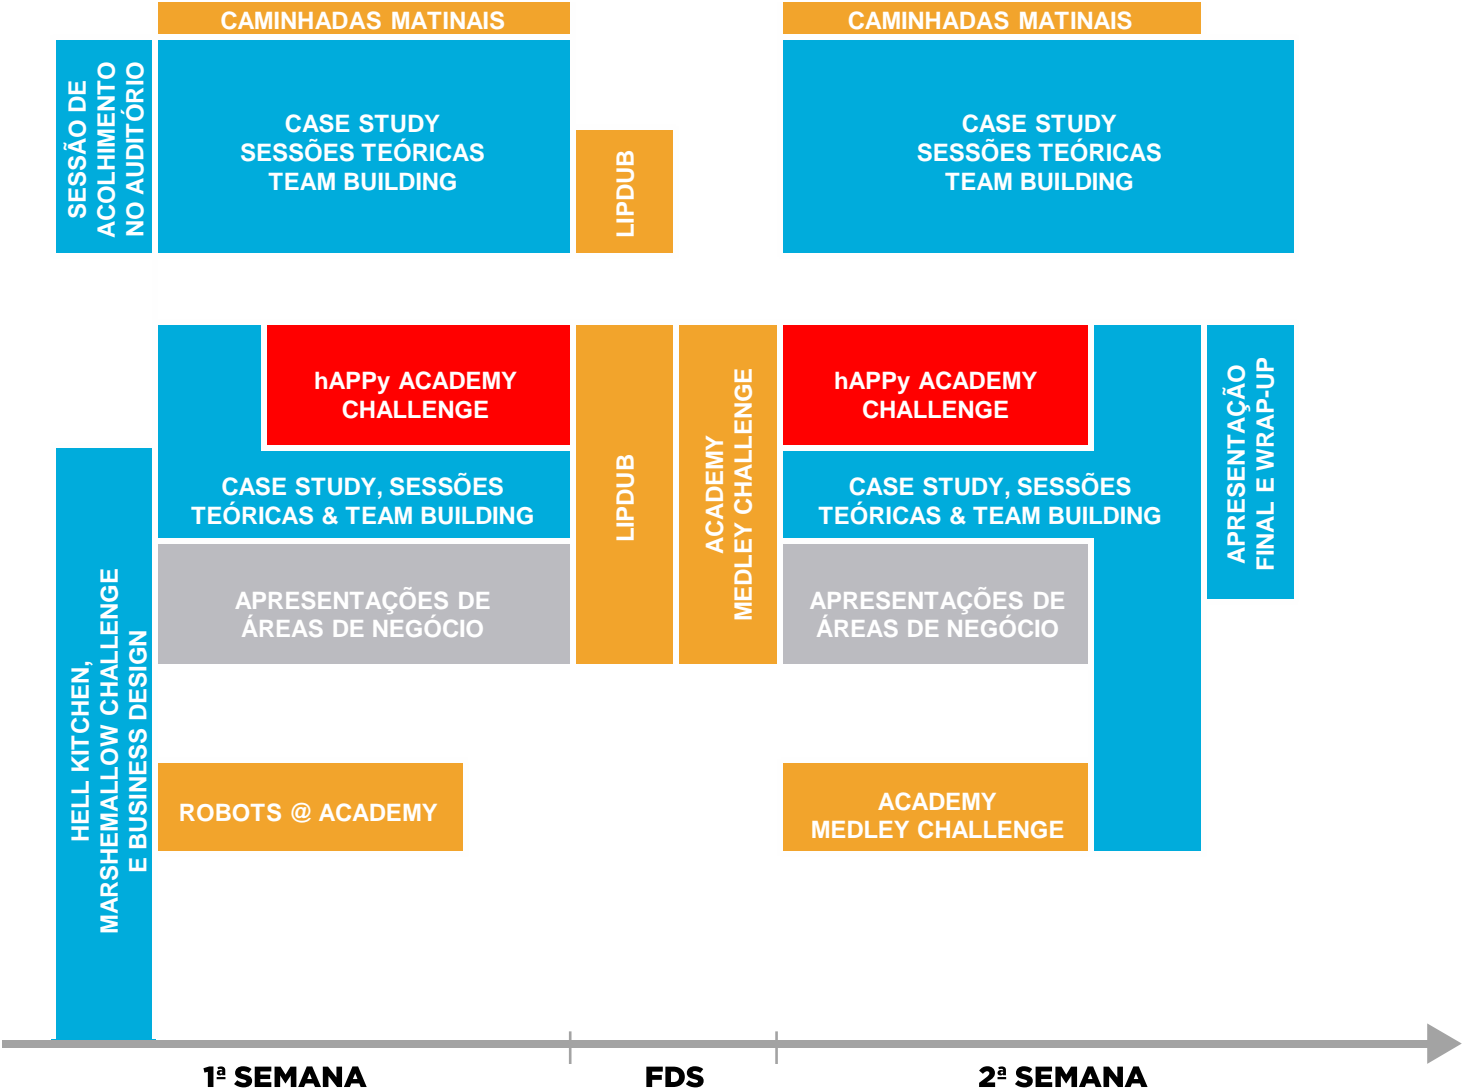 CAMINHADAS MATINAIS
CAMINHADAS MATINAIS
SESSÃO DE
ACOLHIMENTO
NO AUDITÓRIO
CASE STUDY
SESSÕES TEÓRICAS
TEAM BUILDING
LIPDUB
CASE STUDY
SESSÕES TEÓRICAS
TEAM BUILDING
HELL KITCHEN,
MARSHEMALLOW CHALLENGE
E BUSINESS DESIGN
hAPPy ACADEMY
CHALLENGE
CASE STUDY, SESSÕES
TEÓRICAS & TEAM BUILDING
APRESENTAÇÕES DE
ÁREAS DE NEGÓCIO
ROBOTS @ ACADEMY
LIPDUB
ACADEMY
MEDLEY CHALLENGE
hAPPy ACADEMY
CHALLENGE
CASE STUDY, SESSÕES
TEÓRICAS & TEAM BUILDING
APRESENTAÇÕES DE
ÁREAS DE NEGÓCIO
ACADEMY
MEDLEY CHALLENGE
APRESENTAÇÃO
FINAL E WRAP-UP
1ª SEMANA
FDS
2ª SEMANA